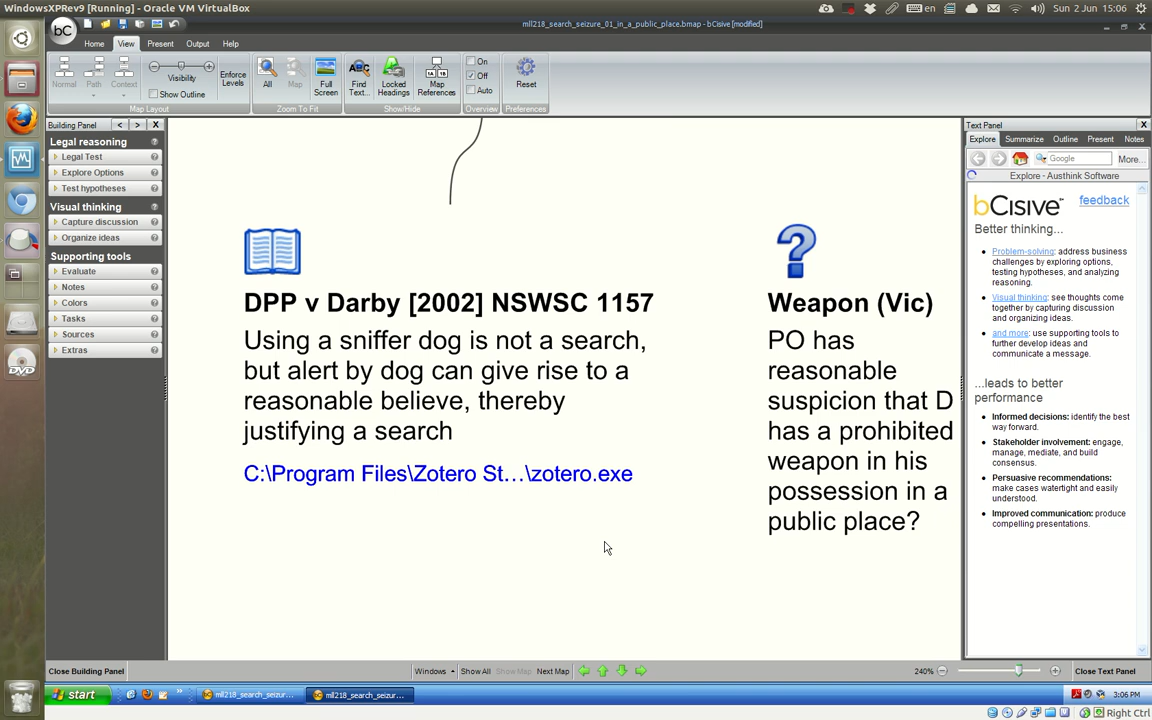 WindowsXPRev9 [Running] - Oracle VM VirtualBox
en
Sun 2 Jun 15:06
bC
mll218_search_seizure_01_in_a_public_place.bmap - bCisive [modified]
Home View Present Output Help
Normal Path Context
Visibility
Show Outline
Enforce Levels
Map Layout
All Map Full Screen
Zoom To Fit
Find Text... Locked Headings Map References
Show/Hide
On
Off
Auto
Overview
Reset
Preferences
Building Panel
Legal reasoning
Legal Test
Explore Options
Test hypotheses
Visual thinking
Capture discussion
Organize ideas
Supporting tools
Evaluate
Notes
Colors
Tasks
Sources
Extras
DVD
DPP v Darby [2002] NSWSC 1157
Using a sniffer dog is not a search,
but alert by dog can give rise to a
reasonable believe, thereby
justifying a search
C:\Program Files\Zotero St...\zotero.exe
Weapon (Vic)
PO has
reasonable
suspicion that D
has a prohibited
weapon in his
possession in a
public place?
Text Panel
Explore Summarize Outline Present Notes
Google
More...
Explore - Austhink Software
bCisive™
feedback
Better thinking...
Problem-solving: address business
challenges by exploring options,
testing hypotheses, and analyzing
reasoning.
Visual thinking: see thoughts come
together by capturing discussion
and organizing ideas.
and more: use supporting tools to
further develop ideas and
communicate a message.
...leads to better
performance
Informed decisions: identify the best
way forward.
Stakeholder involvement: engage,
manage, mediate, and build
consensus.
Persuasive recommendations:
make cases watertight and easily
understood.
Improved communication: produce
compelling presentations.
Close Building Panel
Windows
Show All
Show Map
Next Map
240%
Close Text Panel
start
mll218_search_seizur...
mll218_search_seizur...
3:06 PM
Right Ctrl